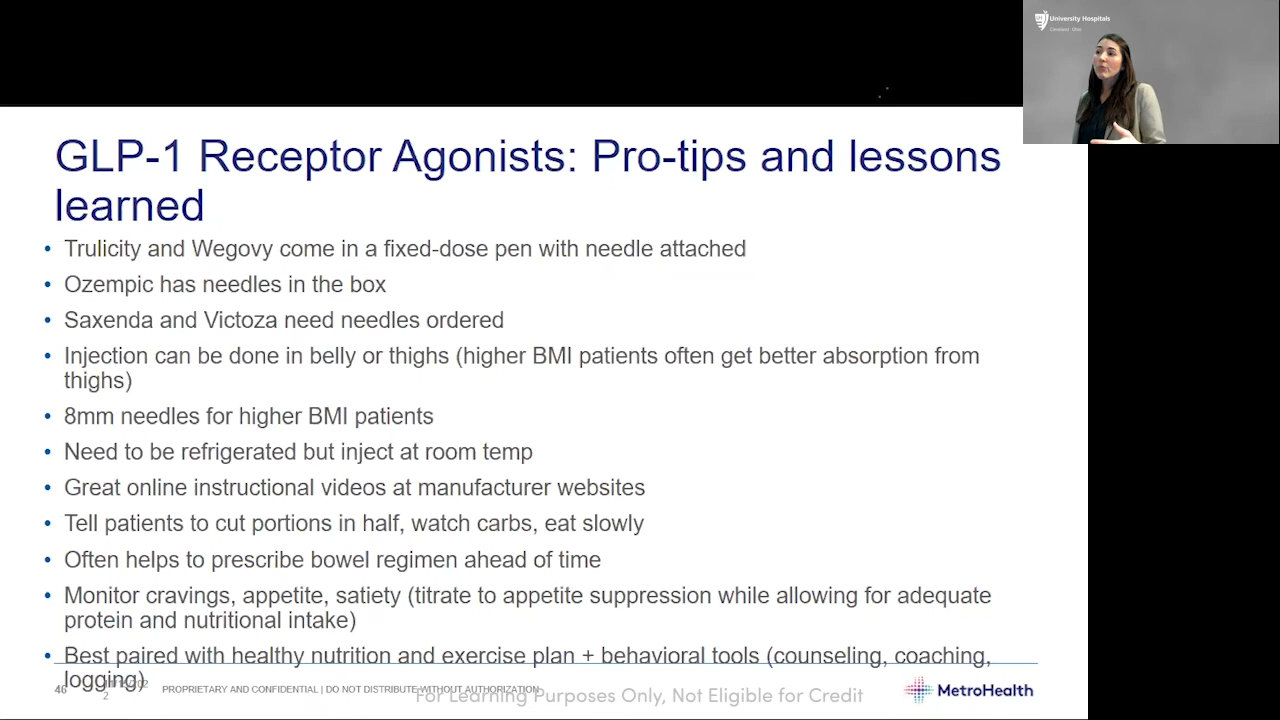 University Hospitals
Cleveland Ohio
GLP-1 Receptor Agonists: Pro-tips and lessons
learned
• Trulicity and Wegovy come in a fixed-dose pen with needle attached
• Ozempic has needles in the box
• Saxenda and Victoza need needles ordered
• Injection can be done in belly or thighs (higher BMI patients often get better absorption from
thighs)
• 8mm needles for higher BMI patients
• Need to be refrigerated but inject at room temp
• Great online instructional videos at manufacturer websites
• Tell patients to cut portions in half, watch carbs, eat slowly
• Often helps to prescribe bowel regimen ahead of time
• Monitor cravings, appetite, satiety (titrate to appetite suppression while allowing for adequate
protein and nutritional intake)
• Best paired with healthy nutrition and exercise plan + behavioral tools (counseling, coaching,
logging)
46
PROPRIETARY AND CONFIDENTIAL | DO NOT DISTRIBUTE WITHOUT AUTHORIZATION
For Learning Purposes Only, Not Eligible for Credit
MetroHealth